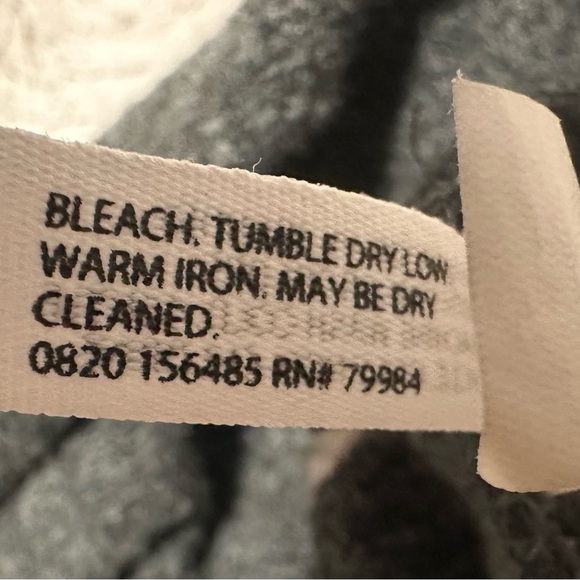 BLEACH. TUMBLE DRY LOW
WARM IRON. MAY BE DRY
CLEANED.
0820 156485 RN# 79984